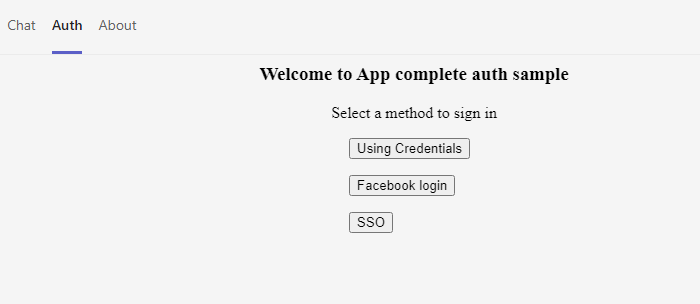 Chat Auth About
Welcome to App complete auth sample
Select a method to sign in
Using Credentials
Facebook login
SSO